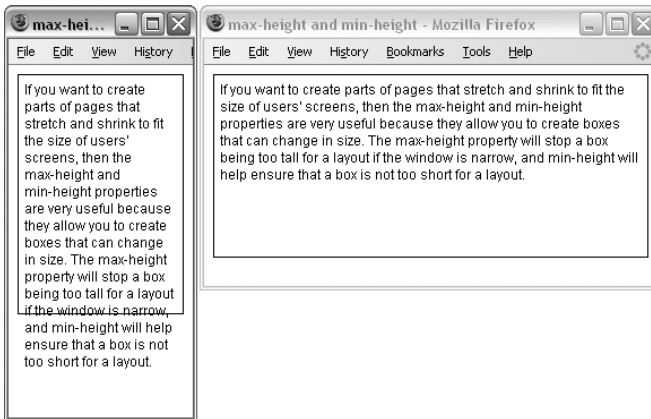 max-hei...
File Edit View History
If you want to create
parts of pages that
stretch and shrink to fit
the size of users'
screens, then the
max-height and
min-height properties
are very useful because
they allow you to create
boxes that can change
in size. The max-height
property will stop a box
being too tall for a layout
if the window is narrow,
and min-height will help
ensure that a box is not
too short for a layout.
max-height and min-height - Mozilla Firefox
File Edit View History Bookmarks Tools Help
If you want to create parts of pages that stretch and shrink to fit the
size of users' screens, then the max-height and min-height
properties are very useful because they allow you to create boxes
that can change in size. The max-height property will stop a box
being too tall for a layout if the window is narrow, and min-height will
help ensure that a box is not too short for a layout.